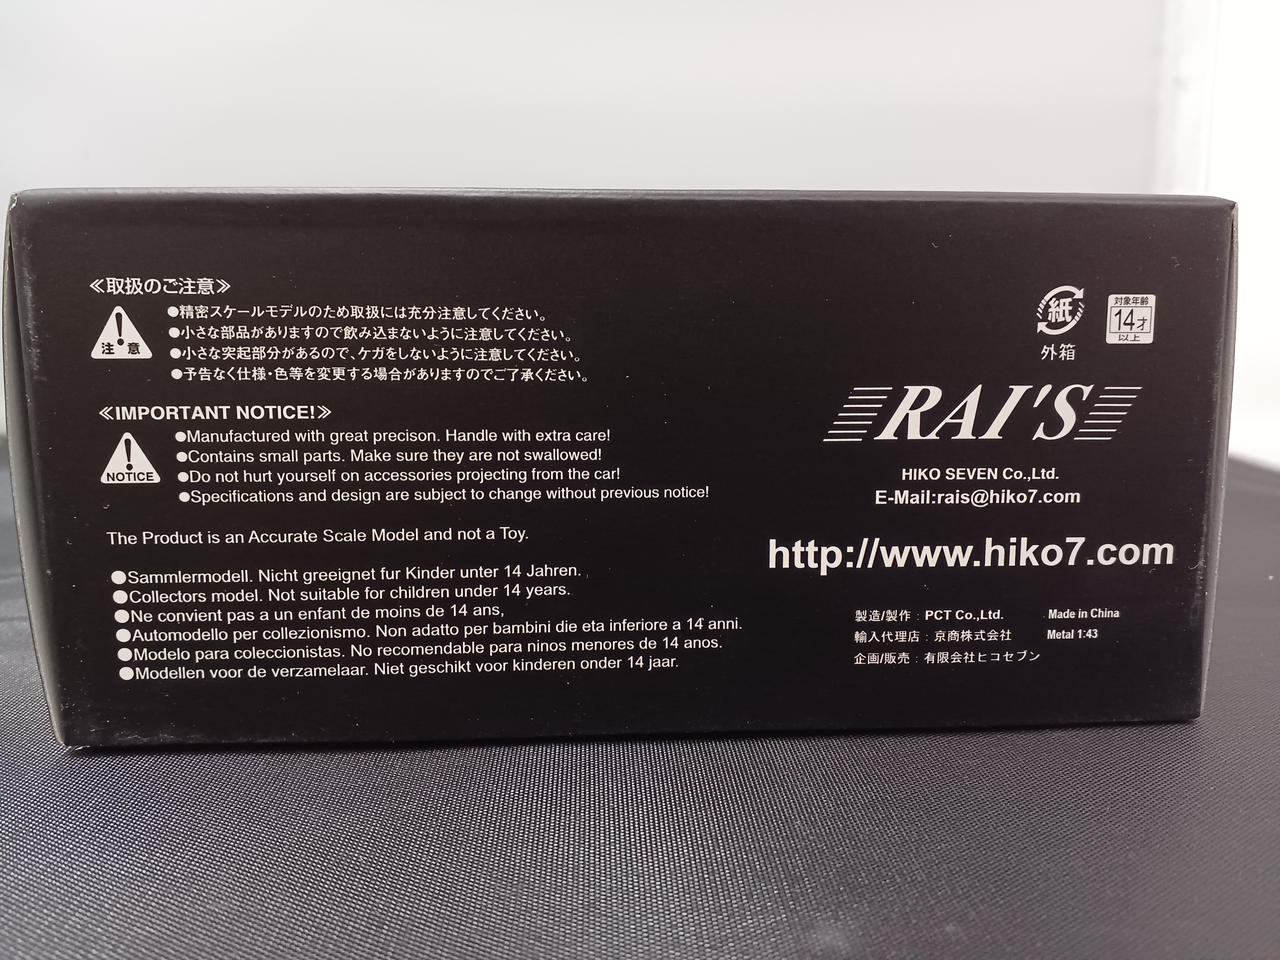 ≪取扱のご注意≫
注意
●精密スケールモデルのため取扱には充分注意してください。
●小さな部品がありますので飲み込まないように注意してください。
●小さな突起部分があるので、ケガをしないように注意してください。
●予告なく仕様・色等を変更する場合がありますのでご了承ください。
≪IMPORTANT NOTICE!≫
NOTICE
●Manufactured with great precison. Handle with extra care!
●Contains small parts. Make sure they are not swallowed!
●Do not hurt yourself on accessories projecting from the car!
●Specifications and design are subject to change without previous notice!
The Product is an Accurate Scale Model and not a Toy.
●Sammlermodell. Nicht greeignet fur Kinder unter 14 Jahren.
●Collectors model. Not suitable for children under 14 years.
●Ne convient pas a un enfant de moins de 14 ans,
●Automodello per collezionismo. Non adatto per bambini die eta inferiore a 14 anni.
●Modelo para coleccionistas. No recomendable para ninos menores de 14 anos.
●Modellen voor de verzamelaar. Niet geschikt voor kinderen onder 14 jaar.
紙
外箱
対象年齢
14才
以上
RAI'S
HIKO SEVEN Co.,Ltd.
E-Mail:rais@hiko7.com
http://www.hiko7.com
製造/製作：PCT Co.,Ltd. Made in China
輸入代理店：京商株式会社 Metal 1:43
企画/販売：有限会社ヒコセブン